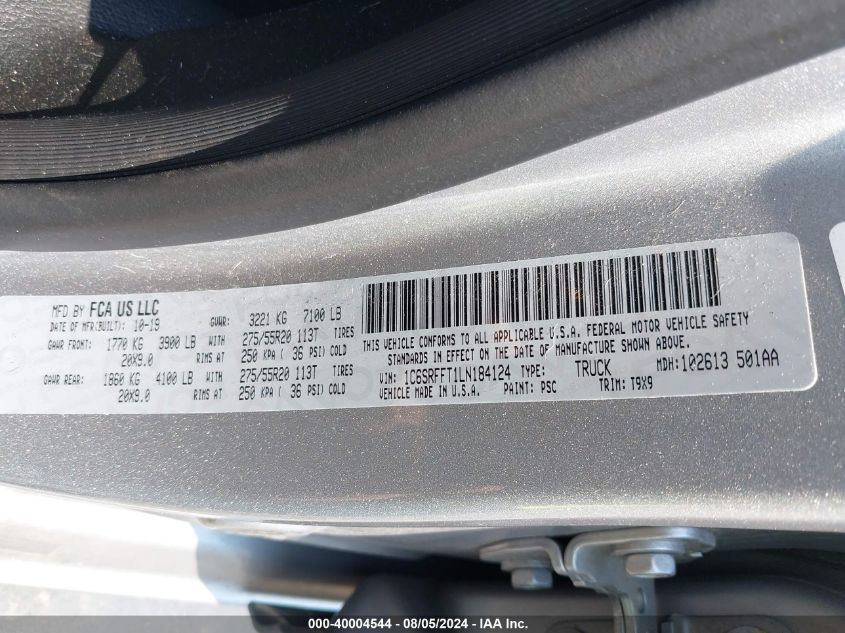 MFD BY FCA US LLC
DATE OF MFR(BUILT): 10-19 GVWR: 3221 KG 7100 LB
GAWR FRONT: 1770 KG 3900 LB WITH 275/55R20 113T TIRES
20X9.0 RIMS AT 250 KPA ( 36 PSI) COLD
GAWR REAR: 1860 KG 4100 LB WITH 275/55R20 113T TIRES
20X9.0 RIMS AT 250 KPA ( 36 PSI) COLD
THIS VEHICLE CONFORMS TO ALL APPLICABLE U.S.A. FEDERAL MOTOR VEHICLE SAFETY
STANDARDS IN EFFECT ON THE DATE OF MANUFACTURE SHOWN ABOVE.
VIN: 1C6SRFFT1LN184124 TYPE: TRUCK MDH: 102613 501AA
VEHICLE MADE IN U.S.A. PAINT: PSC TRIM: T9X9
000-40004544 - 08/05/2024 - IAA Inc.